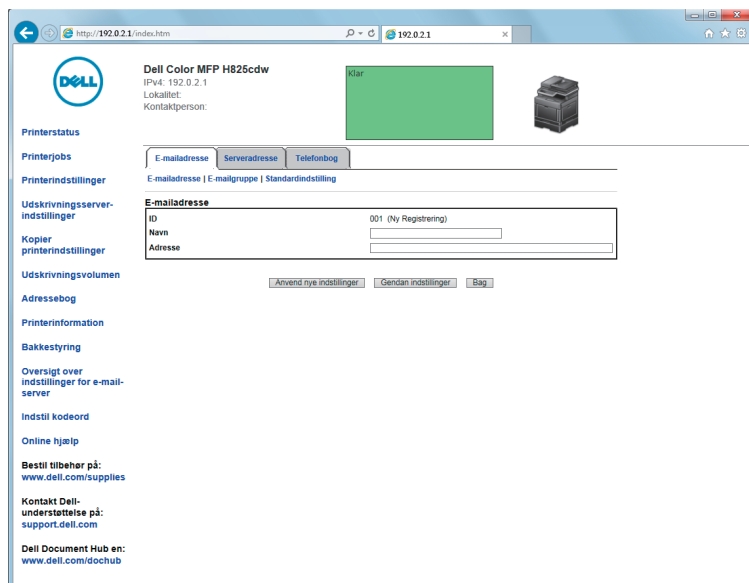 http://192.0.2.1/index.htm
192.0.2.1
DELL
Dell Color MFP H825cdw
IPv4: 192.0.2.1
Lokalitet:
Kontaktperson:
Klar
Printerstatus
Printerjobs
Printerindstillinger
Udskrivningsserver-
indstillinger
Kopier
printerindstillinger
Udskrivningsvolumen
Adressebog
Printerinformation
Bakkestyring
Oversigt over
indstillinger for e-mail-
server
Indstil kodeord
Online hjælp
Bestil tilbehør på:
www.dell.com/supplies
Kontakt Dell-
understøttelse på:
support.dell.com
Dell Document Hub en:
www.dell.com/dochub
E-mailadresse Serveradresse Telefonbog
E-mailadresse | E-mailgruppe | Standardindstilling
E-mailadresse
ID 001 (Ny Registrering)
Navn
Adresse
Anvend nye indstillinger Gendan indstillinger Bag